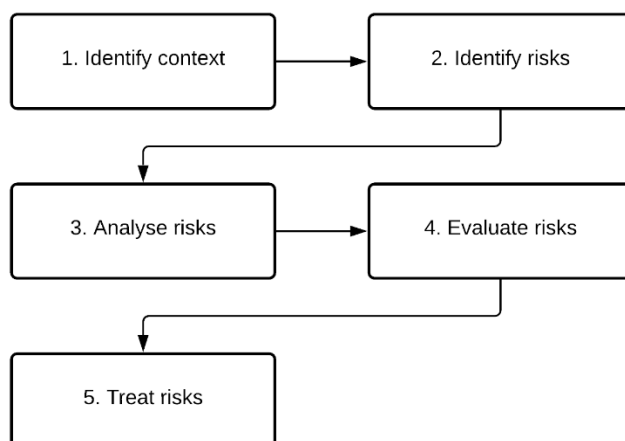 1. Identify context
2. Identify risks
3. Analyse risks
4. Evaluate risks
5. Treat risks